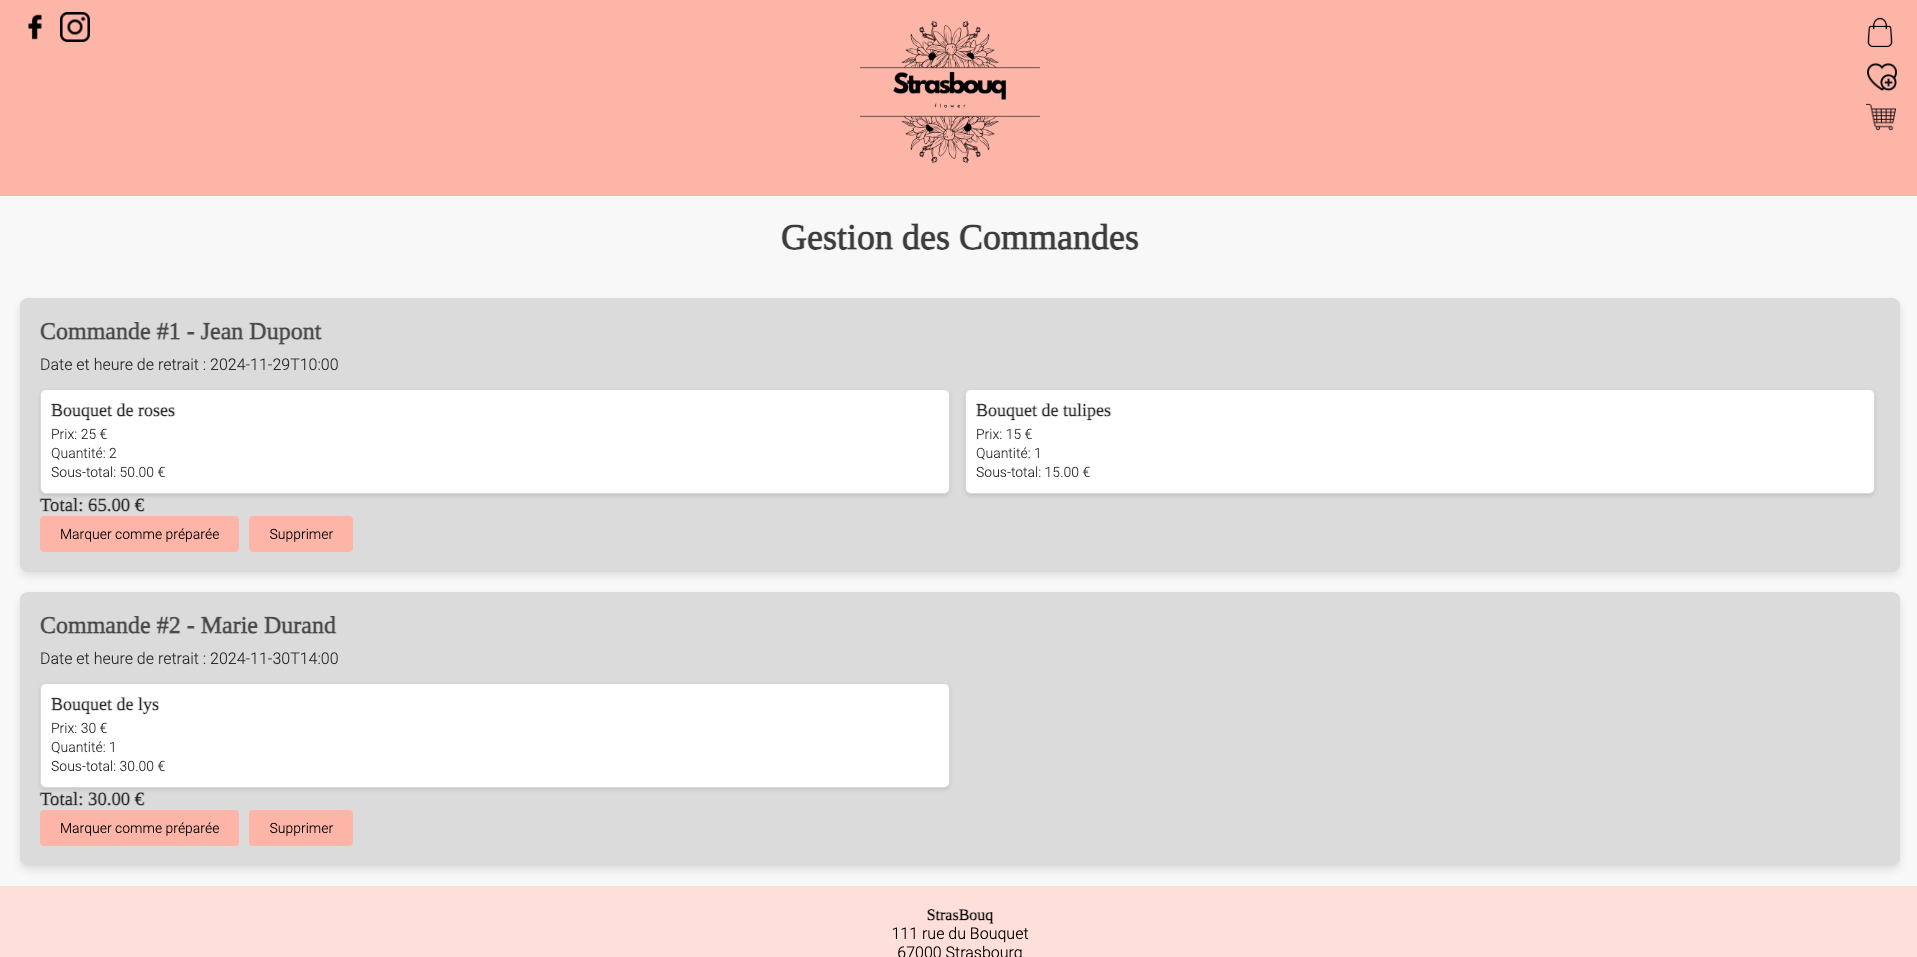 Strasbouq
flower
Gestion des Commandes
Commande #1 - Jean Dupont
Date et heure de retrait : 2024-11-29T10:00
Bouquet de roses
Prix: 25 €
Quantité: 2
Sous-total: 50.00 €
Bouquet de tulipes
Prix: 15 €
Quantité: 1
Sous-total: 15.00 €
Total: 65.00 €
Marquer comme préparée
Supprimer
Commande #2 - Marie Durand
Date et heure de retrait : 2024-11-30T14:00
Bouquet de lys
Prix: 30 €
Quantité: 1
Sous-total: 30.00 €
Total: 30.00 €
Marquer comme préparée
Supprimer
StrasBouq
111 rue du Bouquet
67000 Strasbourg